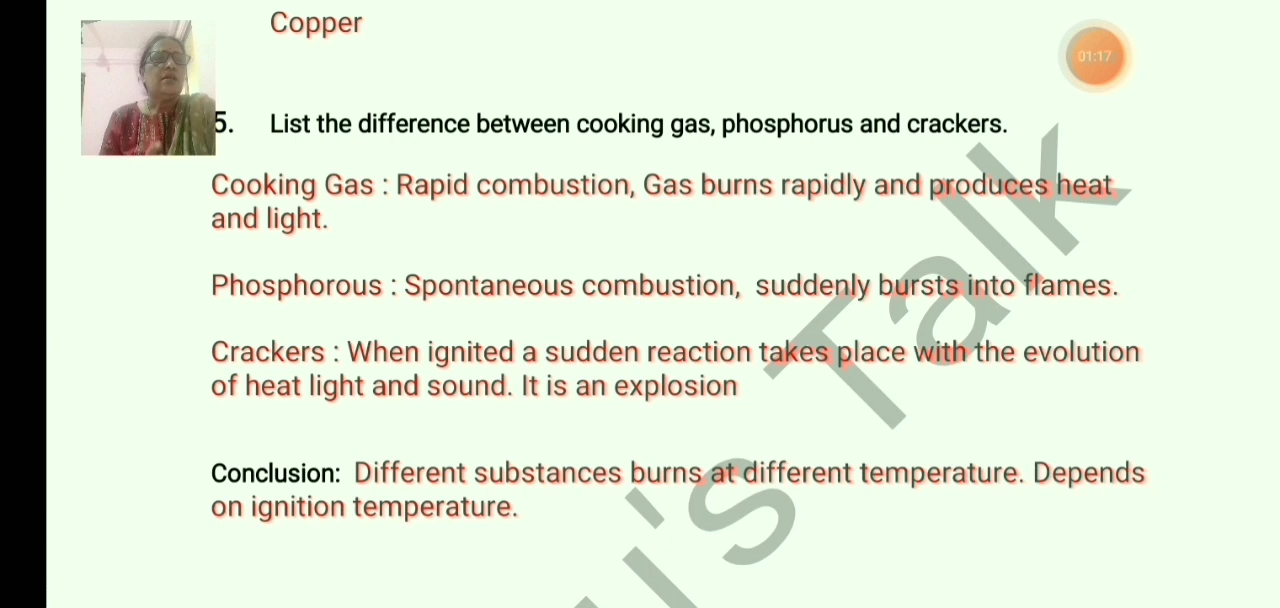 Copper
01:17
5. List the difference between cooking gas, phosphorus and crackers.
Cooking Gas : Rapid combustion, Gas burns rapidly and produces heat
and light.
Phosphorous : Spontaneous combustion, suddenly bursts into flames.
Crackers : When ignited a sudden reaction takes place with the evolution
of heat light and sound. It is an explosion
Conclusion: Different substances burns at different temperature. Depends
on ignition temperature.
's Talk